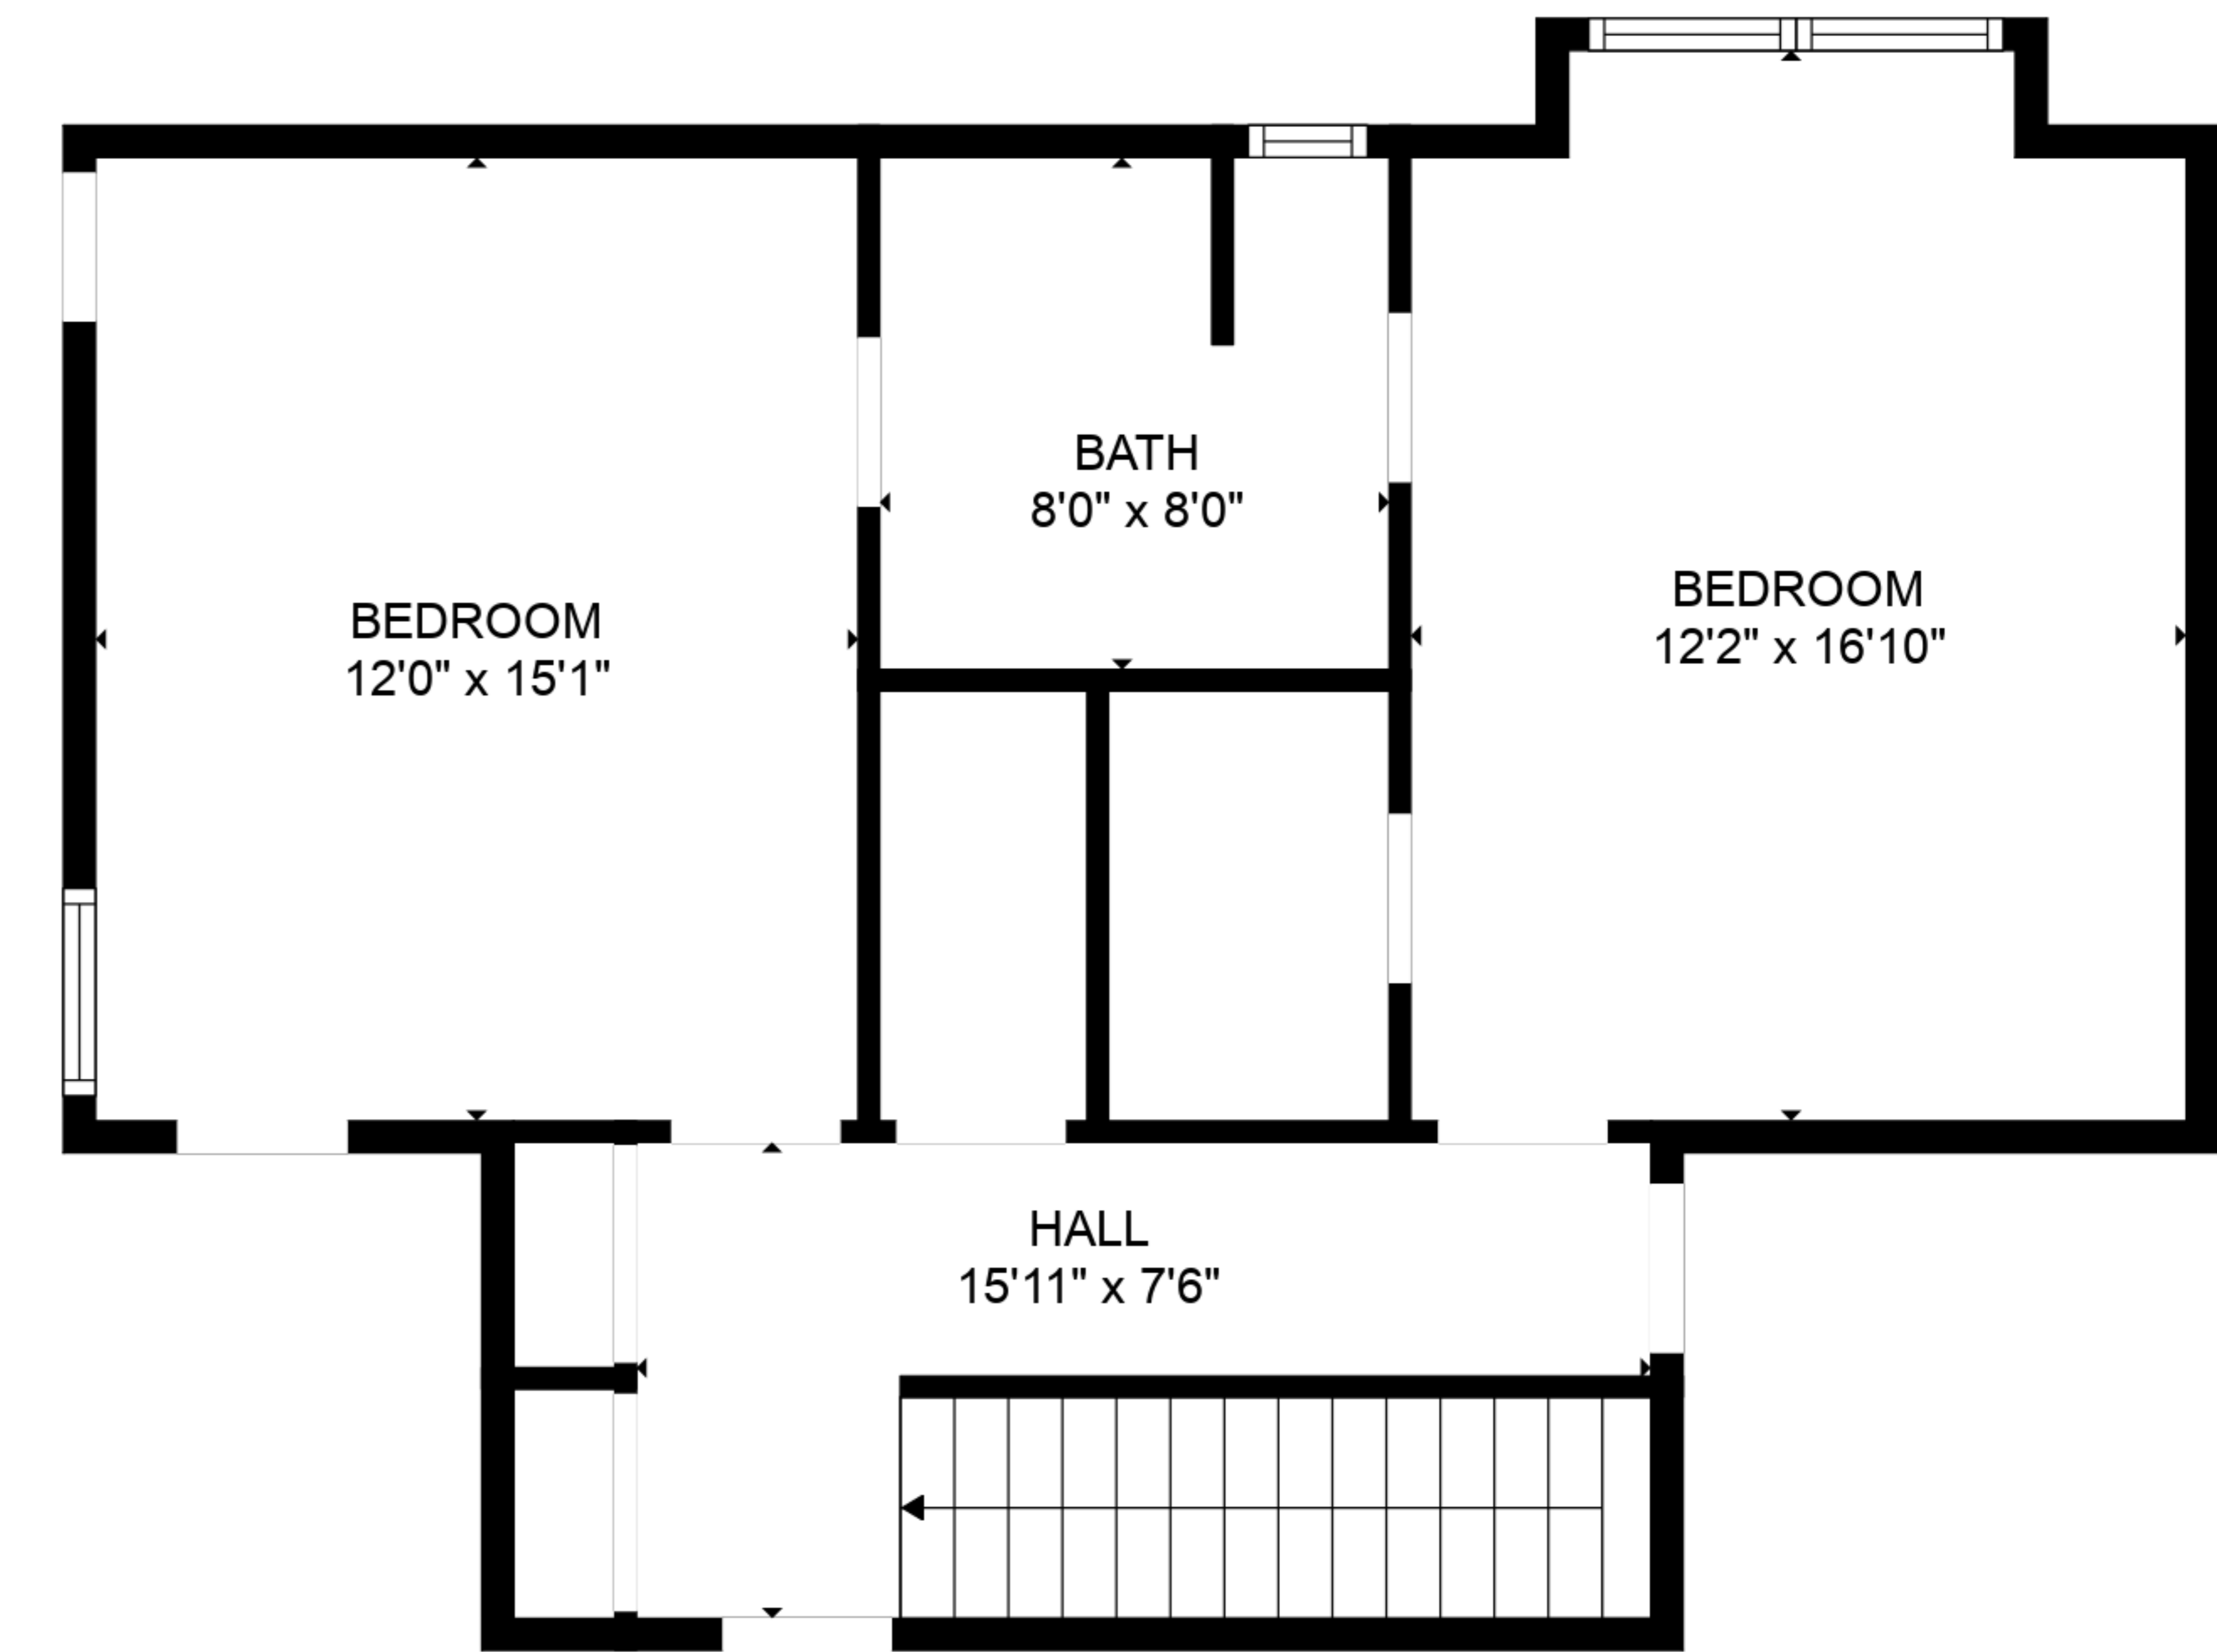 BATH
8'0" x 8'0"
BEDROOM
12'2" x 16'10"
BEDROOM
12'0" x 15'1"
HALL
15'11" x 7'6"